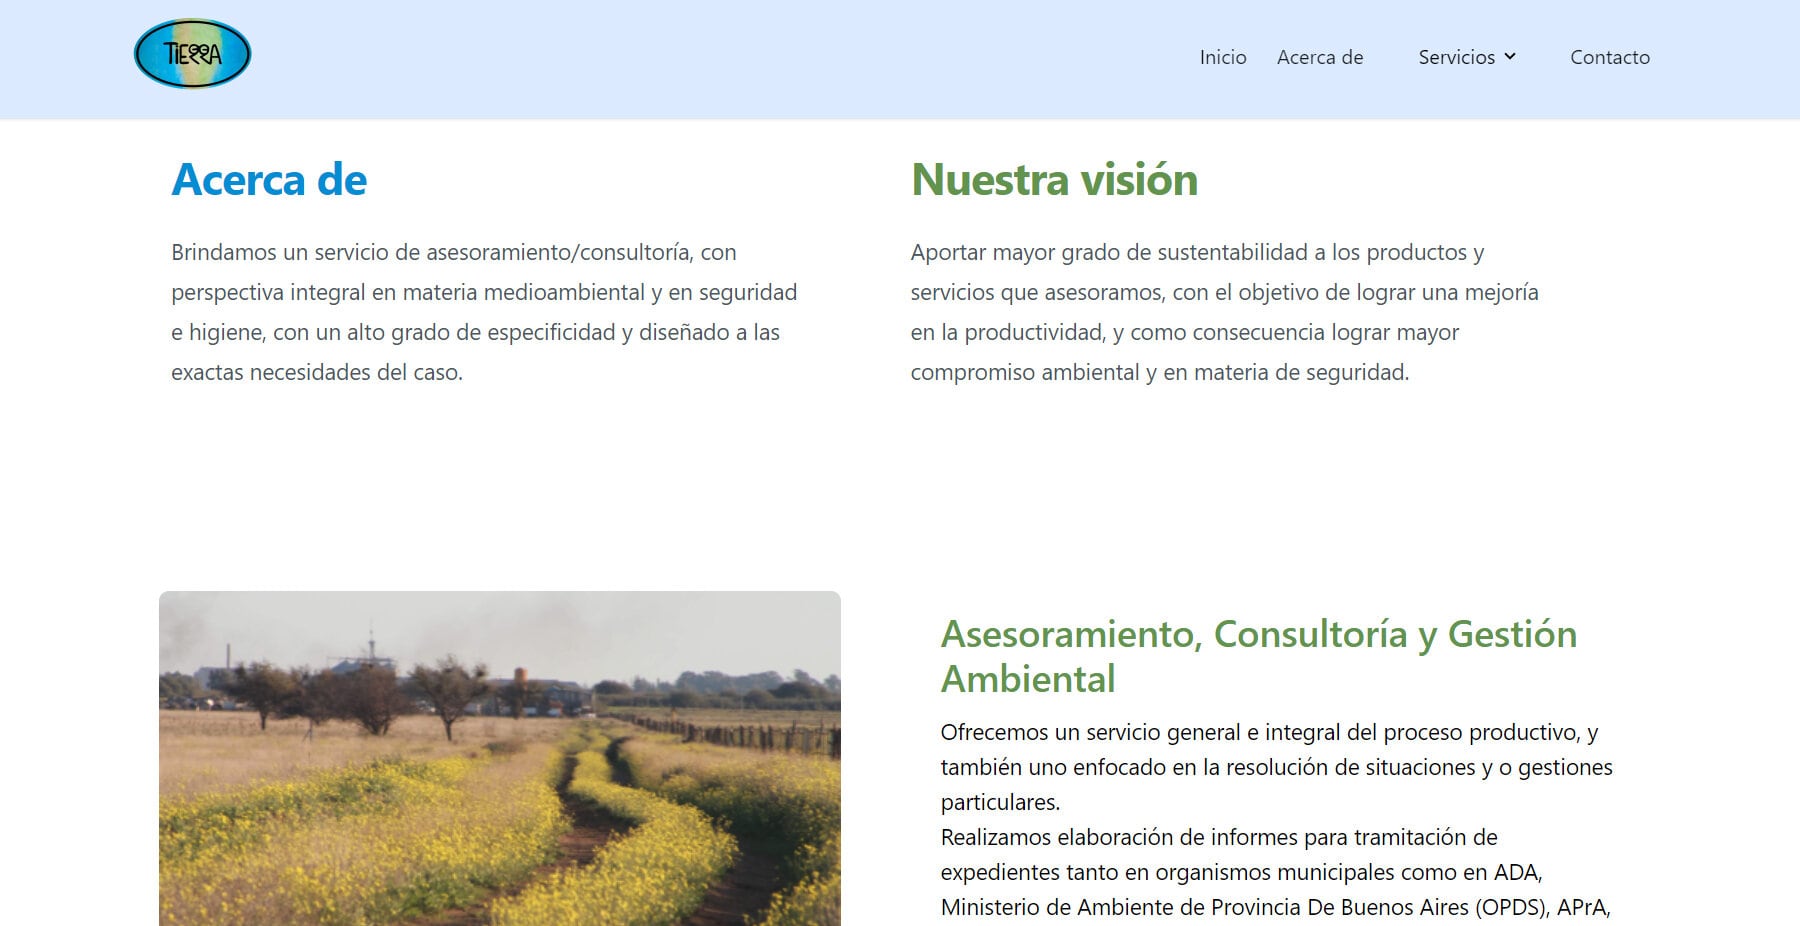 TIERRA
Inicio Acerca de Servicios Contacto
Acerca de
Brindamos un servicio de asesoramiento/consultoría, con
perspectiva integral en materia medioambiental y en seguridad
e higiene, con un alto grado de especificidad y diseñado a las
exactas necesidades del caso.
Nuestra visión
Aportar mayor grado de sustentabilidad a los productos y
servicios que asesoramos, con el objetivo de lograr una mejoría
en la productividad, y como consecuencia lograr mayor
compromiso ambiental y en materia de seguridad.
Asesoramiento, Consultoría y Gestión
Ambiental
Ofrecemos un servicio general e integral del proceso productivo, y
también uno enfocado en la resolución de situaciones y o gestiones
particulares.
Realizamos elaboración de informes para tramitación de
expedientes tanto en organismos municipales como en ADA,
Ministerio de Ambiente de Provincia De Buenos Aires (OPDS), APrA,